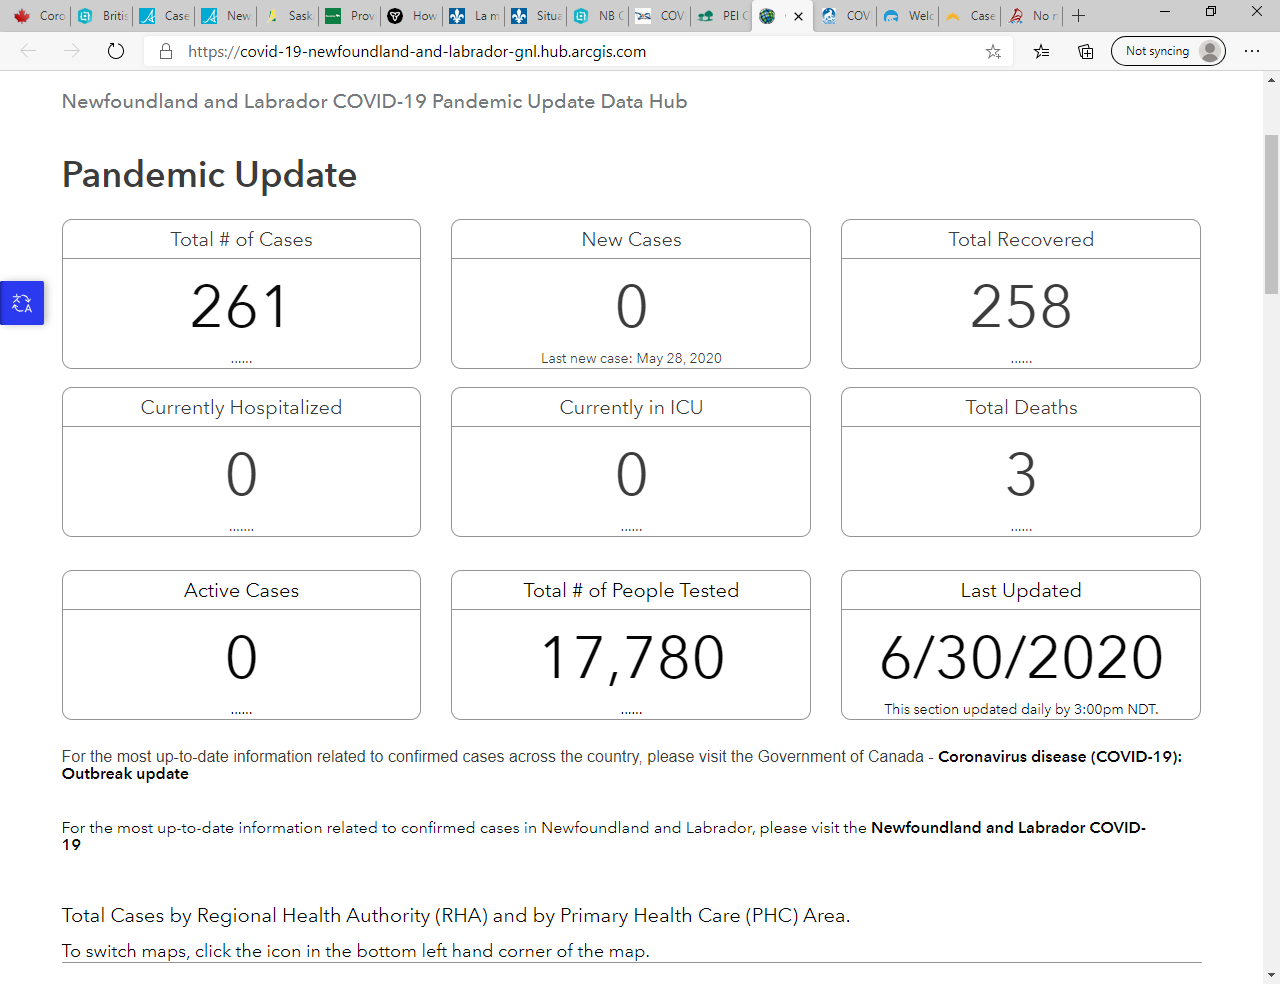 Coro
Britis
Case
New
Sask
Prov
How
La m
Situa
NB C
COV
PEI C
COV
Welc
Case
No r
https://covid-19-newfoundland-and-labrador-gnl.hub.arcgis.com
Not syncing
Newfoundland and Labrador COVID-19 Pandemic Update Data Hub
Pandemic Update
Total # of Cases
261
......
New Cases
0
Last new case: May 28, 2020
Total Recovered
258
......
Currently Hospitalized
0
.......
Currently in ICU
0
......
Total Deaths
3
......
Active Cases
0
......
Total # of People Tested
17,780
......
Last Updated
6/30/2020
This section updated daily by 3:00pm NDT.
For the most up-to-date information related to confirmed cases across the country, please visit the Government of Canada - Coronavirus disease (COVID-19):
Outbreak update
For the most up-to-date information related to confirmed cases in Newfoundland and Labrador, please visit the Newfoundland and Labrador COVID-
19
Total Cases by Regional Health Authority (RHA) and by Primary Health Care (PHC) Area.
To switch maps, click the icon in the bottom left hand corner of the map.